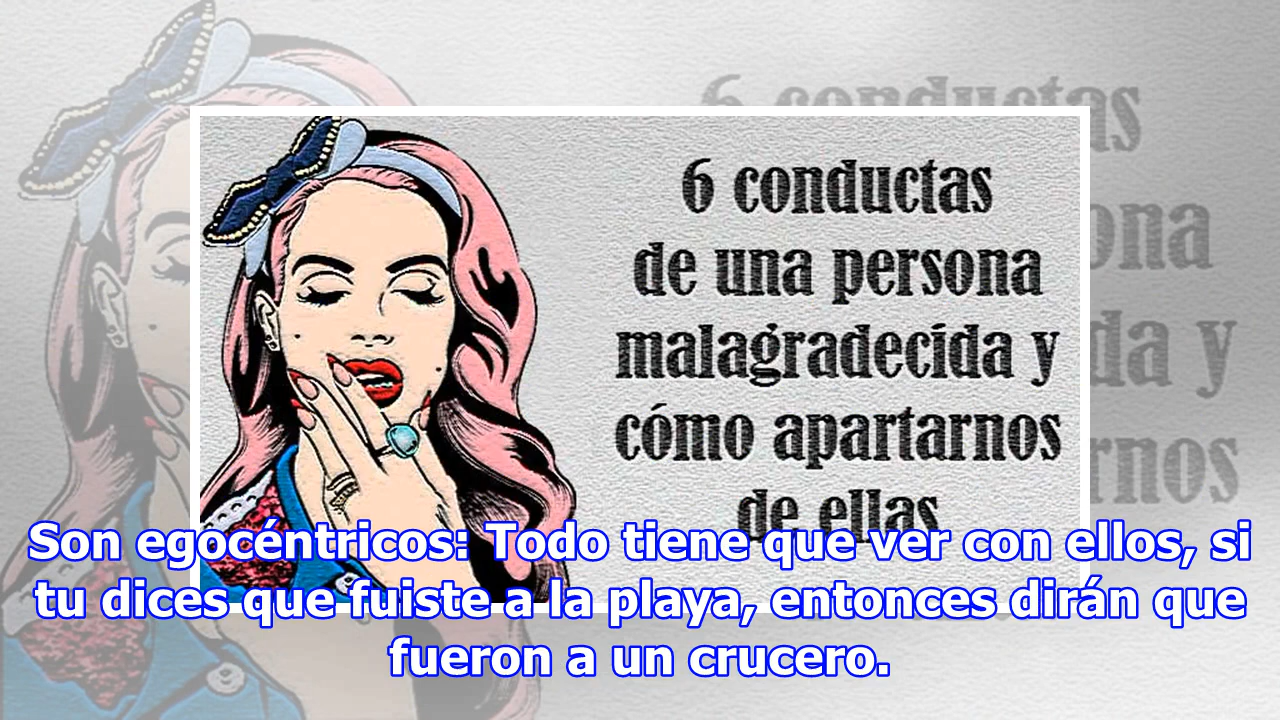 6 conductas
de una persona
malagradecida y
cómo apartarnos
de ellas
Son egocéntricos: Todo tiene que ver con ellos, si
tu dices que fuiste a la playa, entonces dirán que
fueron a un crucero.